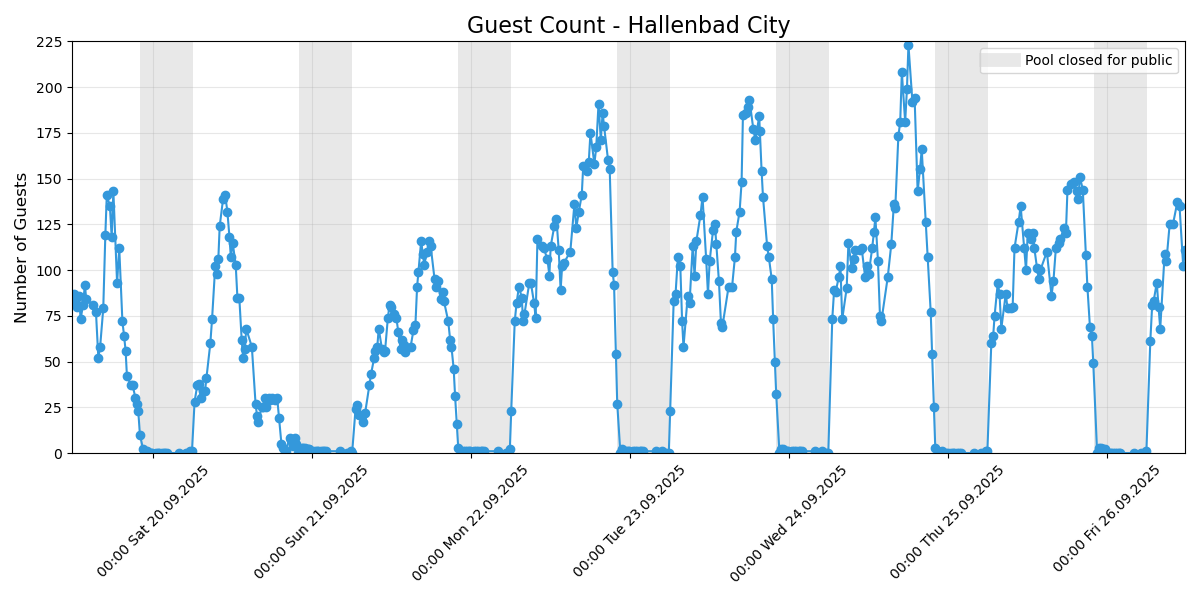 Guest Count - Hallenbad City
Pool closed for public
Number of Guests
225
200
175
150
125
100
75
50
25
0
00:00 Sat 20.09.2025
00:00 Sun 21.09.2025
00:00 Mon 22.09.2025
00:00 Tue 23.09.2025
00:00 Wed 24.09.2025
00:00 Thu 25.09.2025
00:00 Fri 26.09.2025